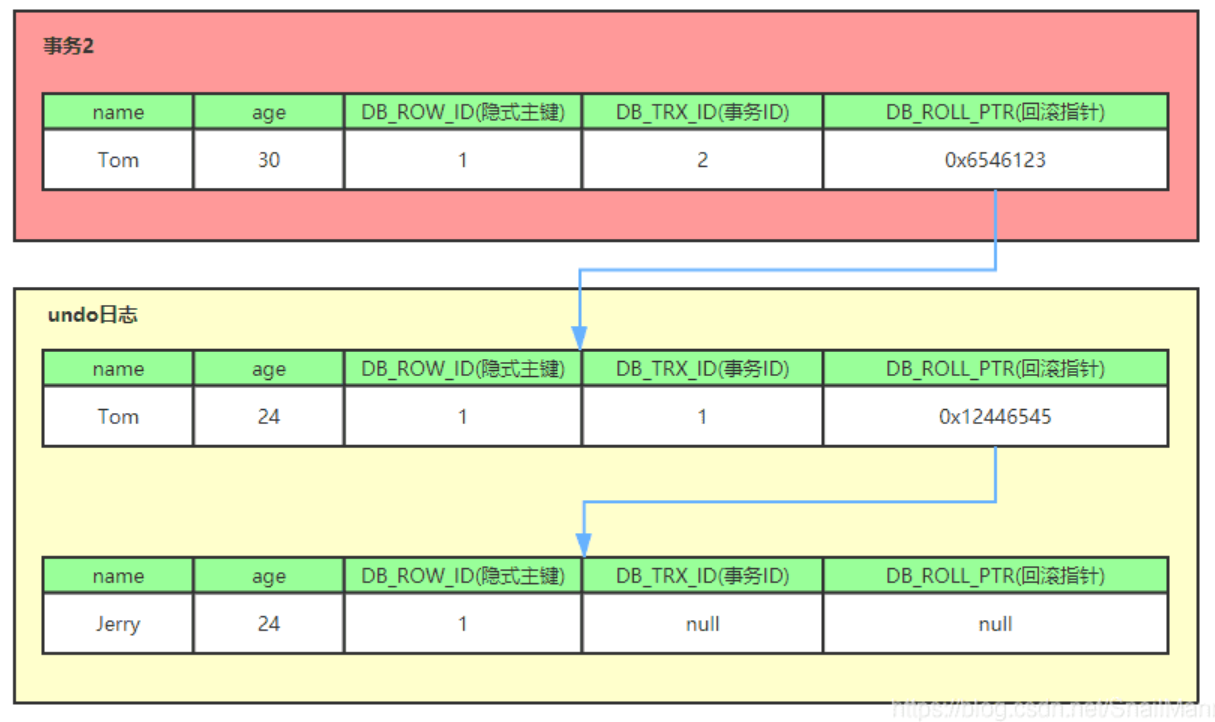 事务2
name age DB_ROW_ID(隐式主键) DB_TRX_ID(事务ID) DB_ROLL_PTR(回滚指针)
Tom 30 1 2 0x6546123
undo日志
name age DB_ROW_ID(隐式主键) DB_TRX_ID(事务ID) DB_ROLL_PTR(回滚指针)
Tom 24 1 1 0x12446545
name age DB_ROW_ID(隐式主键) DB_TRX_ID(事务ID) DB_ROLL_PTR(回滚指针)
Jerry 24 1 null null
https://blog.csdn.net/SnailMann